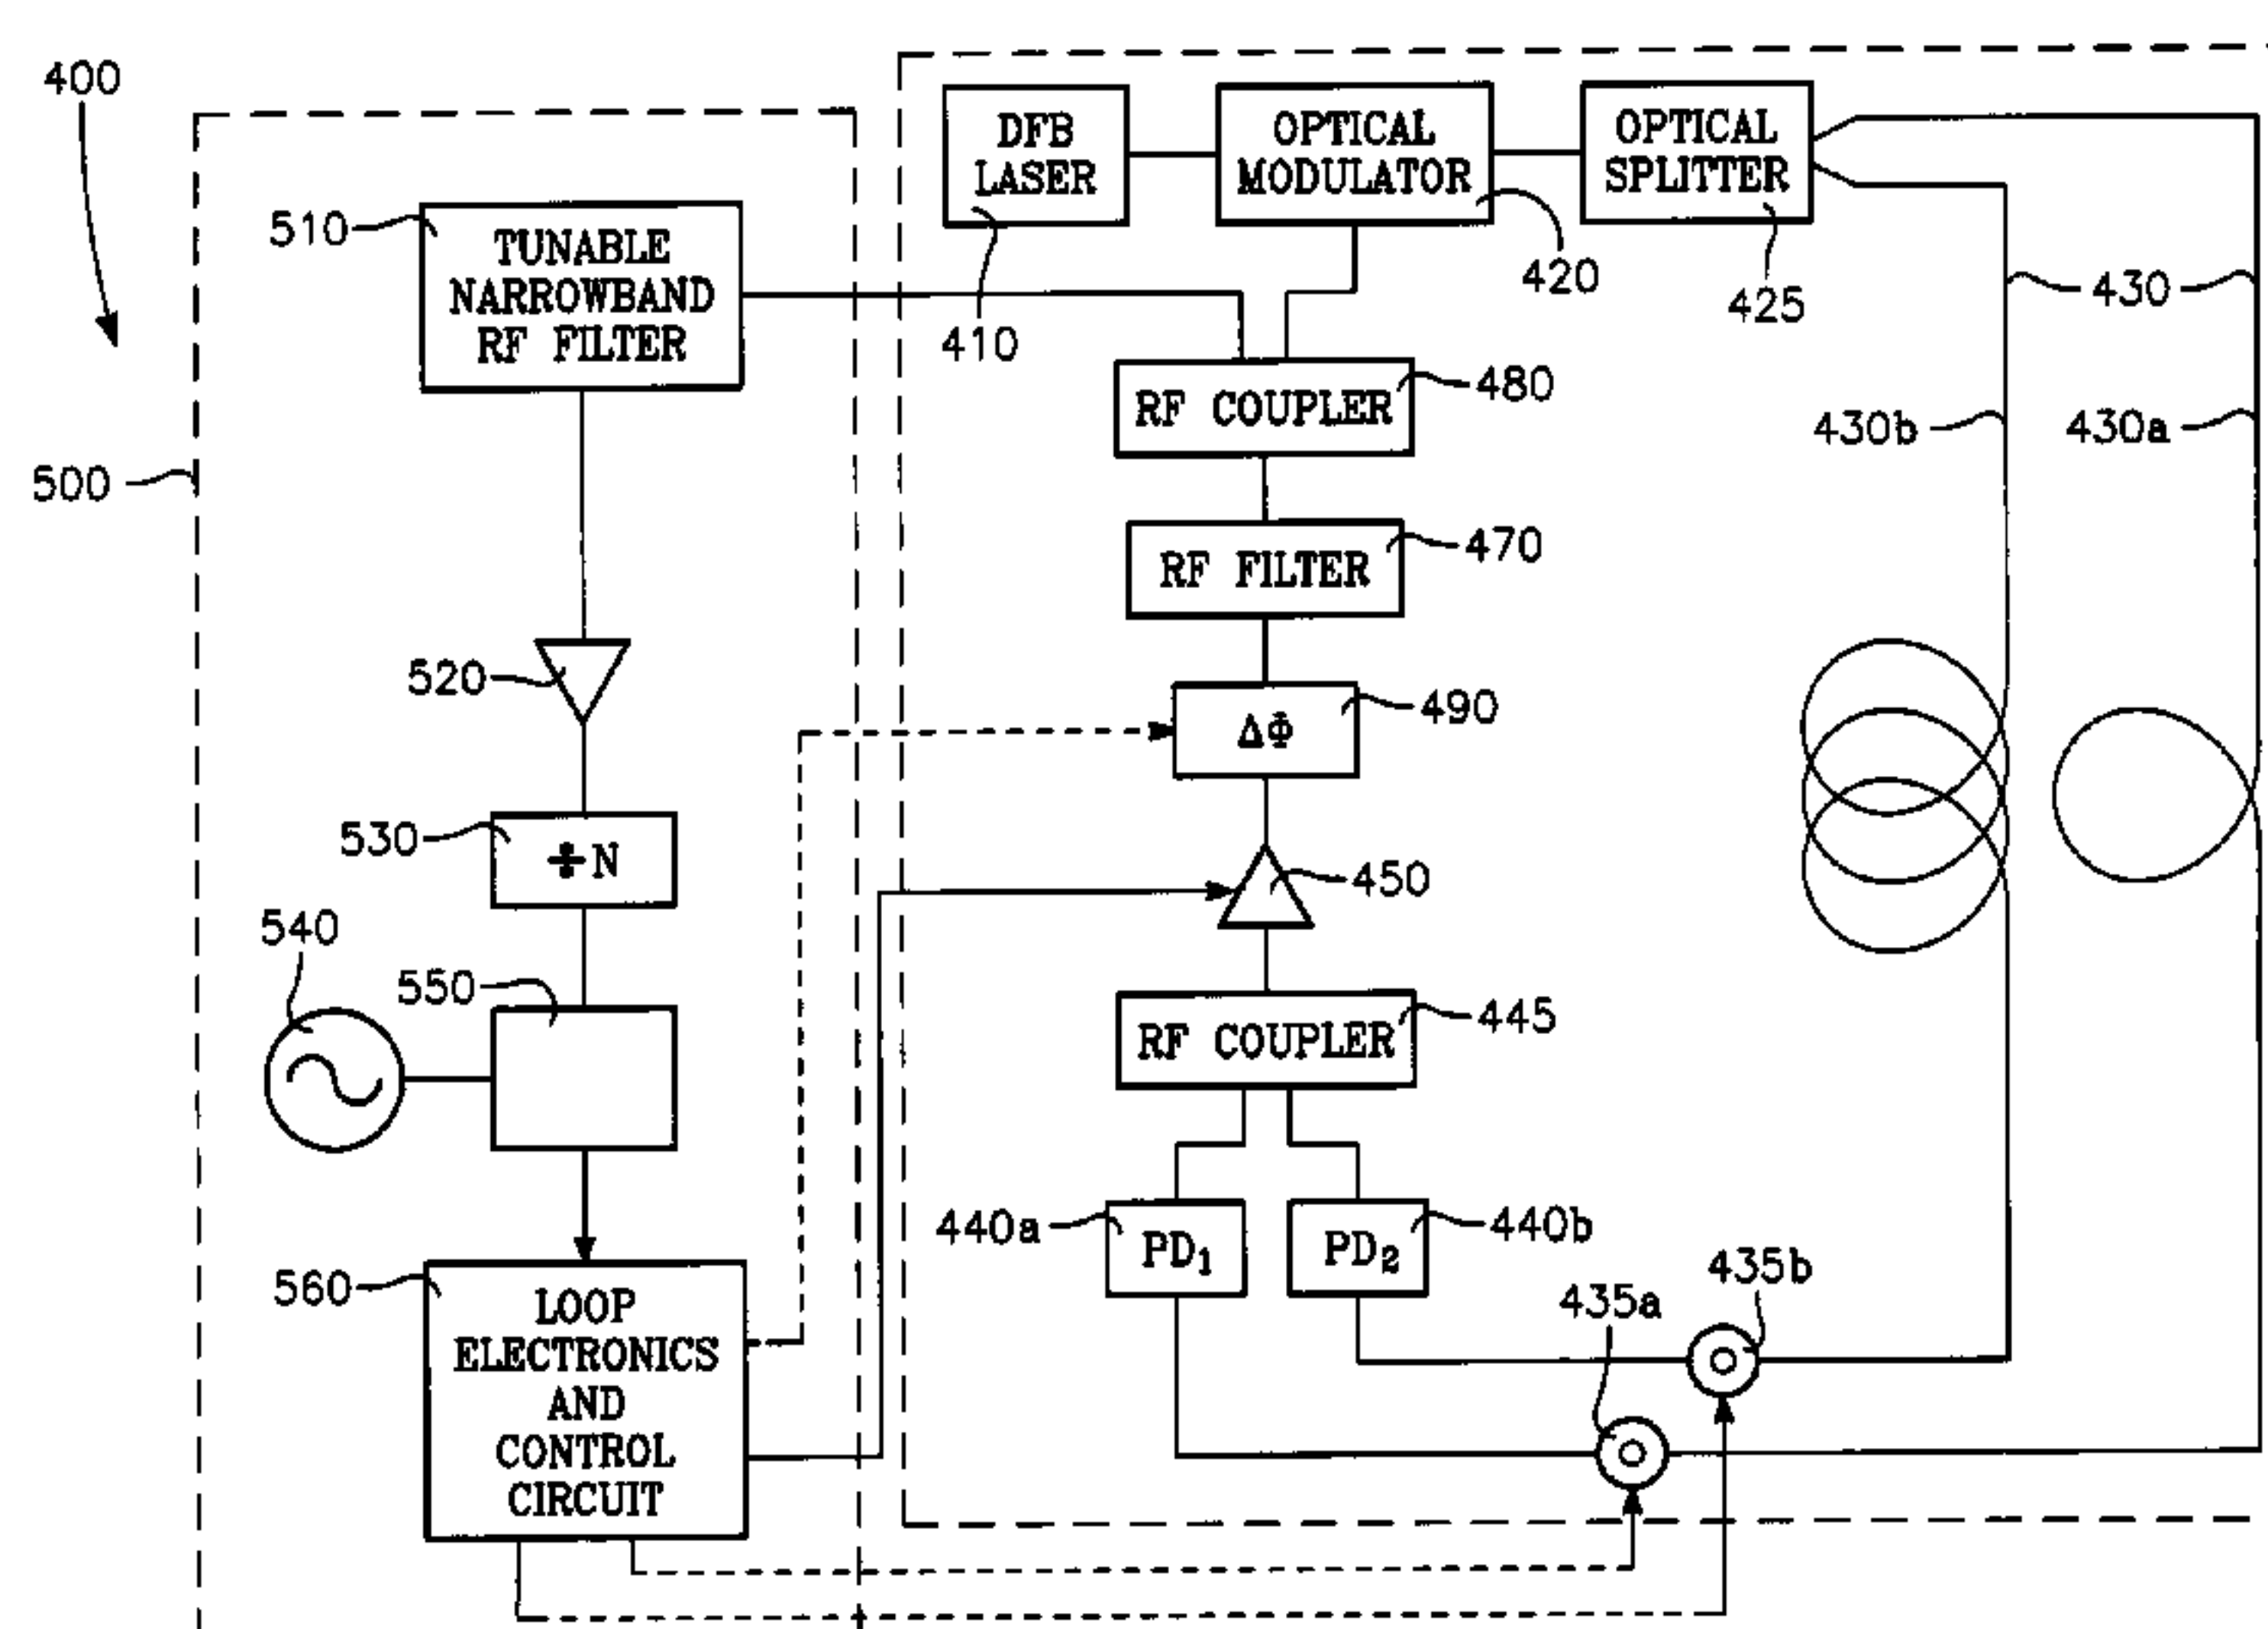 400
DFB
LASER
OPTICAL
MODULATOR
OPTICAL
SPLITTER
510
TUNABLE
NARROWBAND
RF FILTER
410
420
425
430
RF COUPLER
480
430b
430a
500
RF FILTER
470
520
ΔΦ
490
530
÷N
450
540
550
RF COUPLER
445
440a
PD₁
PD₂
440b
435a
435b
560
LOOP
ELECTRONICS
AND
CONTROL
CIRCUIT